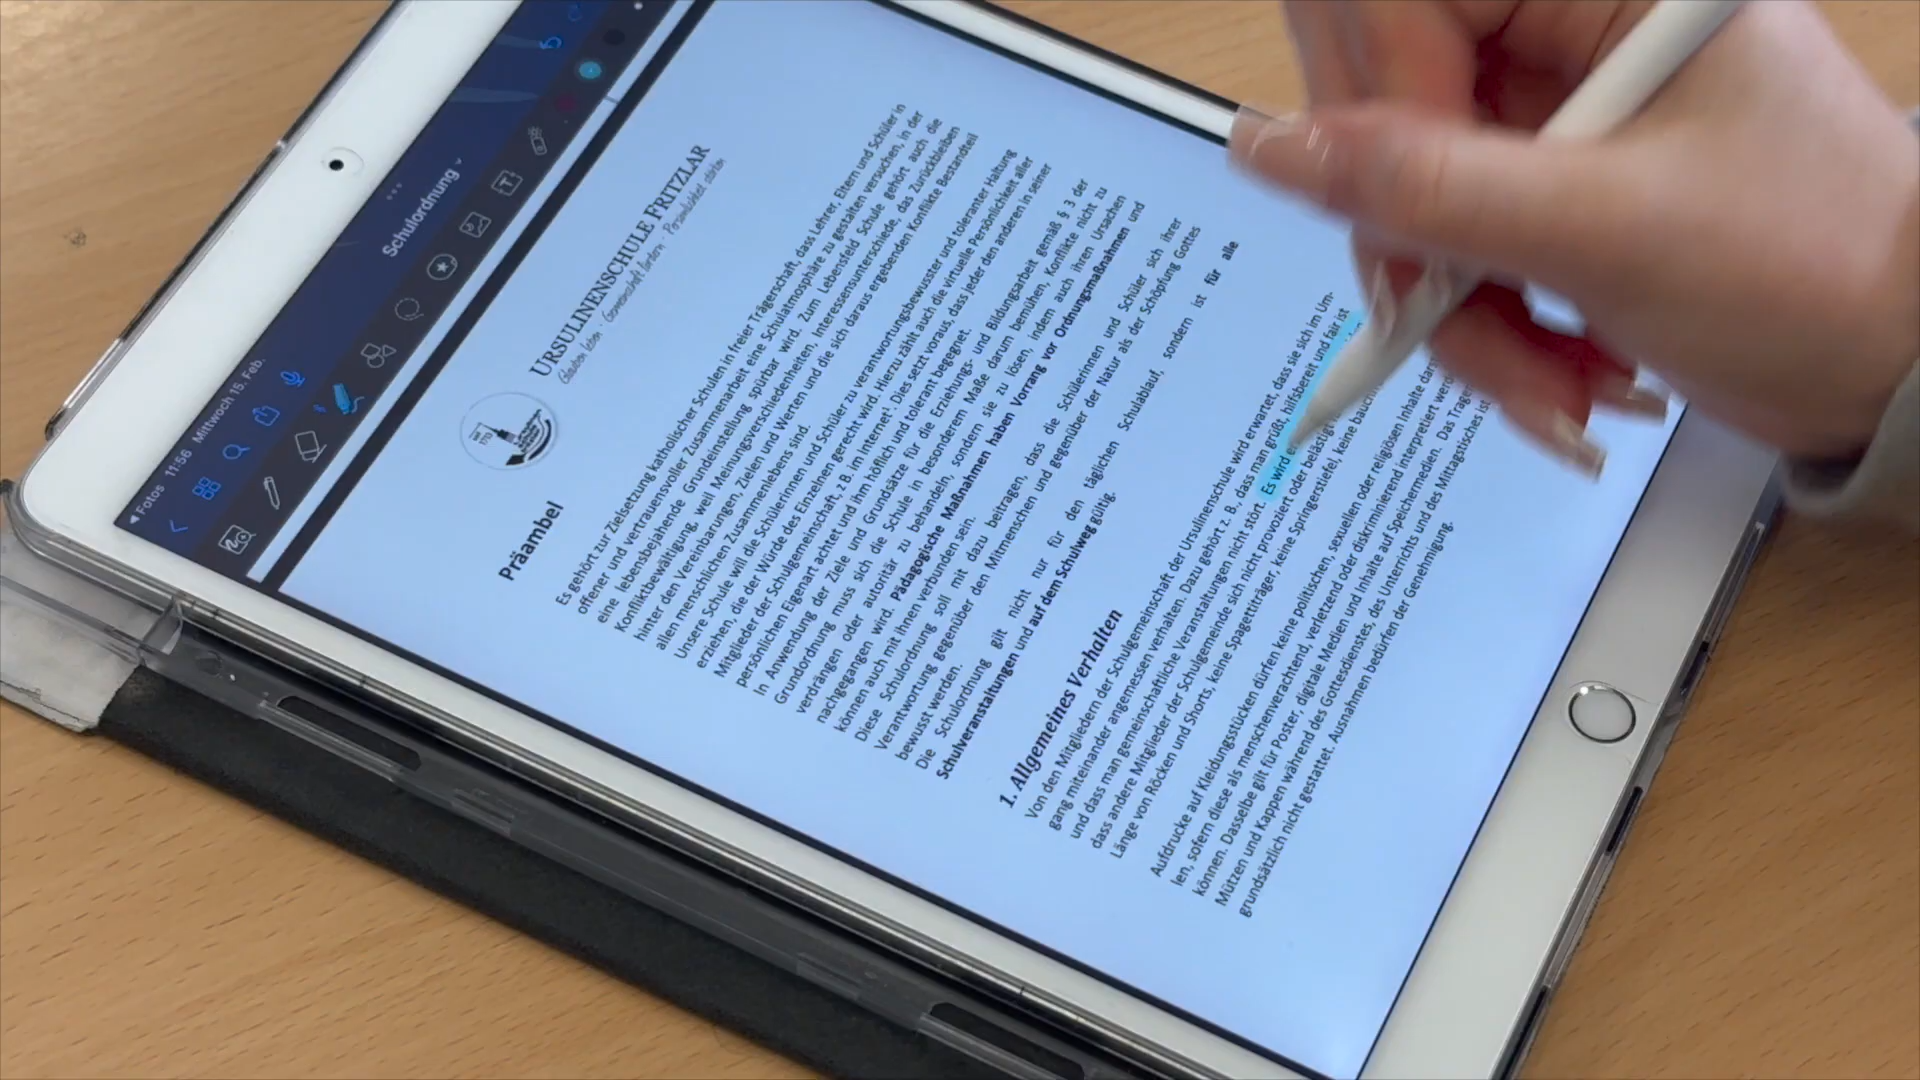 Fotos 11:56 Mittwoch 15. Feb.
Schulordnung
URSULINENSCHULE FRITZLAR
Glauben leben · Gemeinschaft fördern · Persönlichkeit stärken
Präambel
Es gehört zur Zielsetzung katholischer Schulen in freier Trägerschaft, dass Lehrer, Eltern und Schüler in
offener und vertrauensvoller Zusammenarbeit eine Schulatmosphäre zu gestalten versuchen, in der
eine lebensbejahende Grundeinstellung spürbar wird. Zum Lebensfeld Schule gehört auch die
Konfliktbewältigung, weil Meinungsverschiedenheiten, Interessensunterschiede, das Zurückbleiben
hinter den Vereinbarungen, Zielen und Werten und die sich daraus ergebenden Konflikte Bestandteil
allen menschlichen Zusammenlebens sind.
Unsere Schule will die Schülerinnen und Schüler zu verantwortungsbewusster und toleranter Haltung
erziehen, die der Würde des Einzelnen gerecht wird. Hierzu zählt auch die virtuelle Persönlichkeit aller
Mitglieder der Schulgemeinschaft, z B. im Internet¹. Dies setzt voraus, dass jeder den anderen in seiner
persönlichen Eigenart achtet und ihm höflich und tolerant begegnet.
In Anwendung der Ziele und Grundsätze für die Erziehungs- und Bildungsarbeit gemäß § 3 der
Grundordnung muss sich die Schule in besonderem Maße darum bemühen, Konflikte nicht zu
verdrängen oder autoritär zu behandeln, sondern sie zu lösen, indem auch ihren Ursachen
nachgegangen wird. Pädagogische Maßnahmen haben Vorrang vor Ordnungsmaßnahmen und
können auch mit ihnen verbunden sein.
Diese Schulordnung soll mit dazu beitragen, dass die Schülerinnen und Schüler sich ihrer
Verantwortung gegenüber den Mitmenschen und gegenüber der Natur als der Schöpfung Gottes
bewusst werden.
Die Schulordnung gilt nicht nur für den täglichen Schulablauf, sondern ist für alle
Schulveranstaltungen und auf dem Schulweg gültig.
1. Allgemeines Verhalten
Von den Mitgliedern der Schulgemeinschaft der Ursulinenschule wird erwartet, dass sie sich im Um-
gang miteinander angemessen verhalten. Dazu gehört z. B., dass man grüßt, hilfsbereit und fair ist
und dass man gemeinschaftliche Veranstaltungen nicht stört. Es wird
dass andere Mitglieder der Schulgemeinde sich nicht provoziert oder belästigt
Länge von Röcken und Shorts, keine Spagettiträger, keine Springerstiefel, keine
Aufdrucke auf Kleidungsstücken dürfen keine politischen, sexuellen oder religiösen Inhalte
len, sofern diese als menschenverachtend, verletzend oder diskriminierend interpretiert
können. Dasselbe gilt für Poster, digitale Medien und Inhalte auf Speichermedien. Das
Mützen und Kappen während des Gottesdienstes, des Unterrichts und des Mittagstisches ist
grundsätzlich nicht gestattet. Ausnahmen bedürfen der Genehmigung.